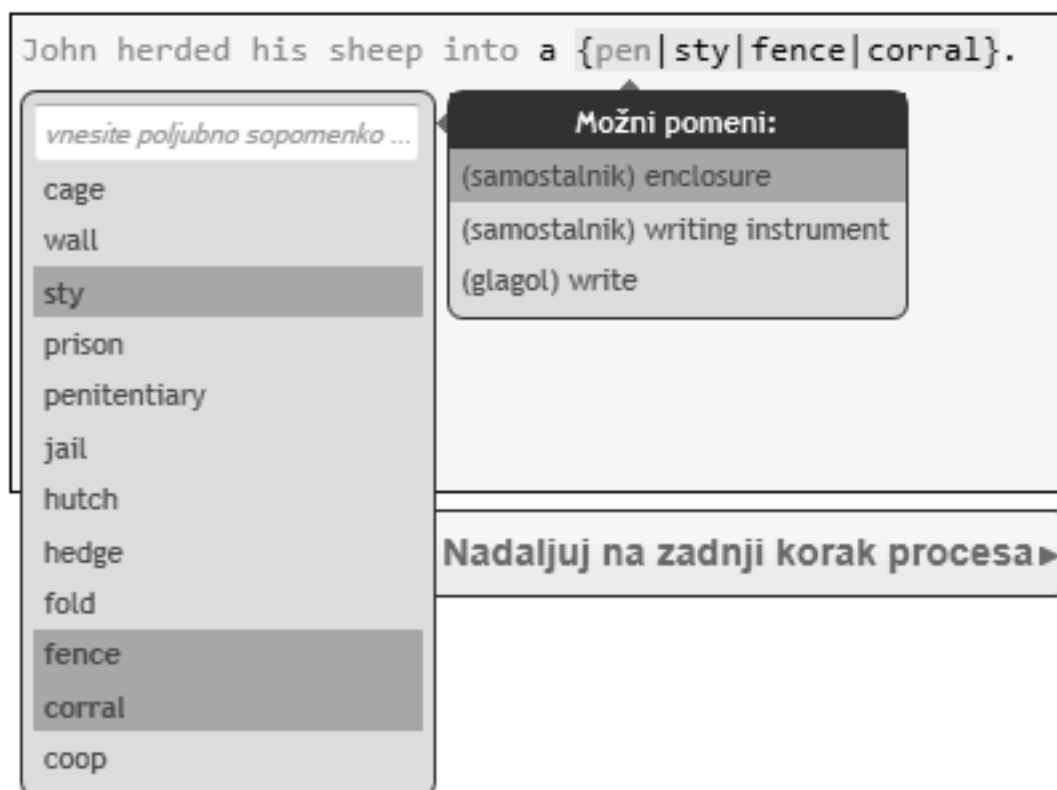 John herded his sheep into a {pen|sty|fence|corral}.
vnesite poljubno sopomenko ...
cage
wall
sty
prison
penitentiary
jail
hutch
hedge
fold
fence
corral
coop
Možni pomeni:
(samostalnik) enclosure
(samostalnik) writing instrument
(glagol) write
Nadaljuj na zadnji korak procesa▸